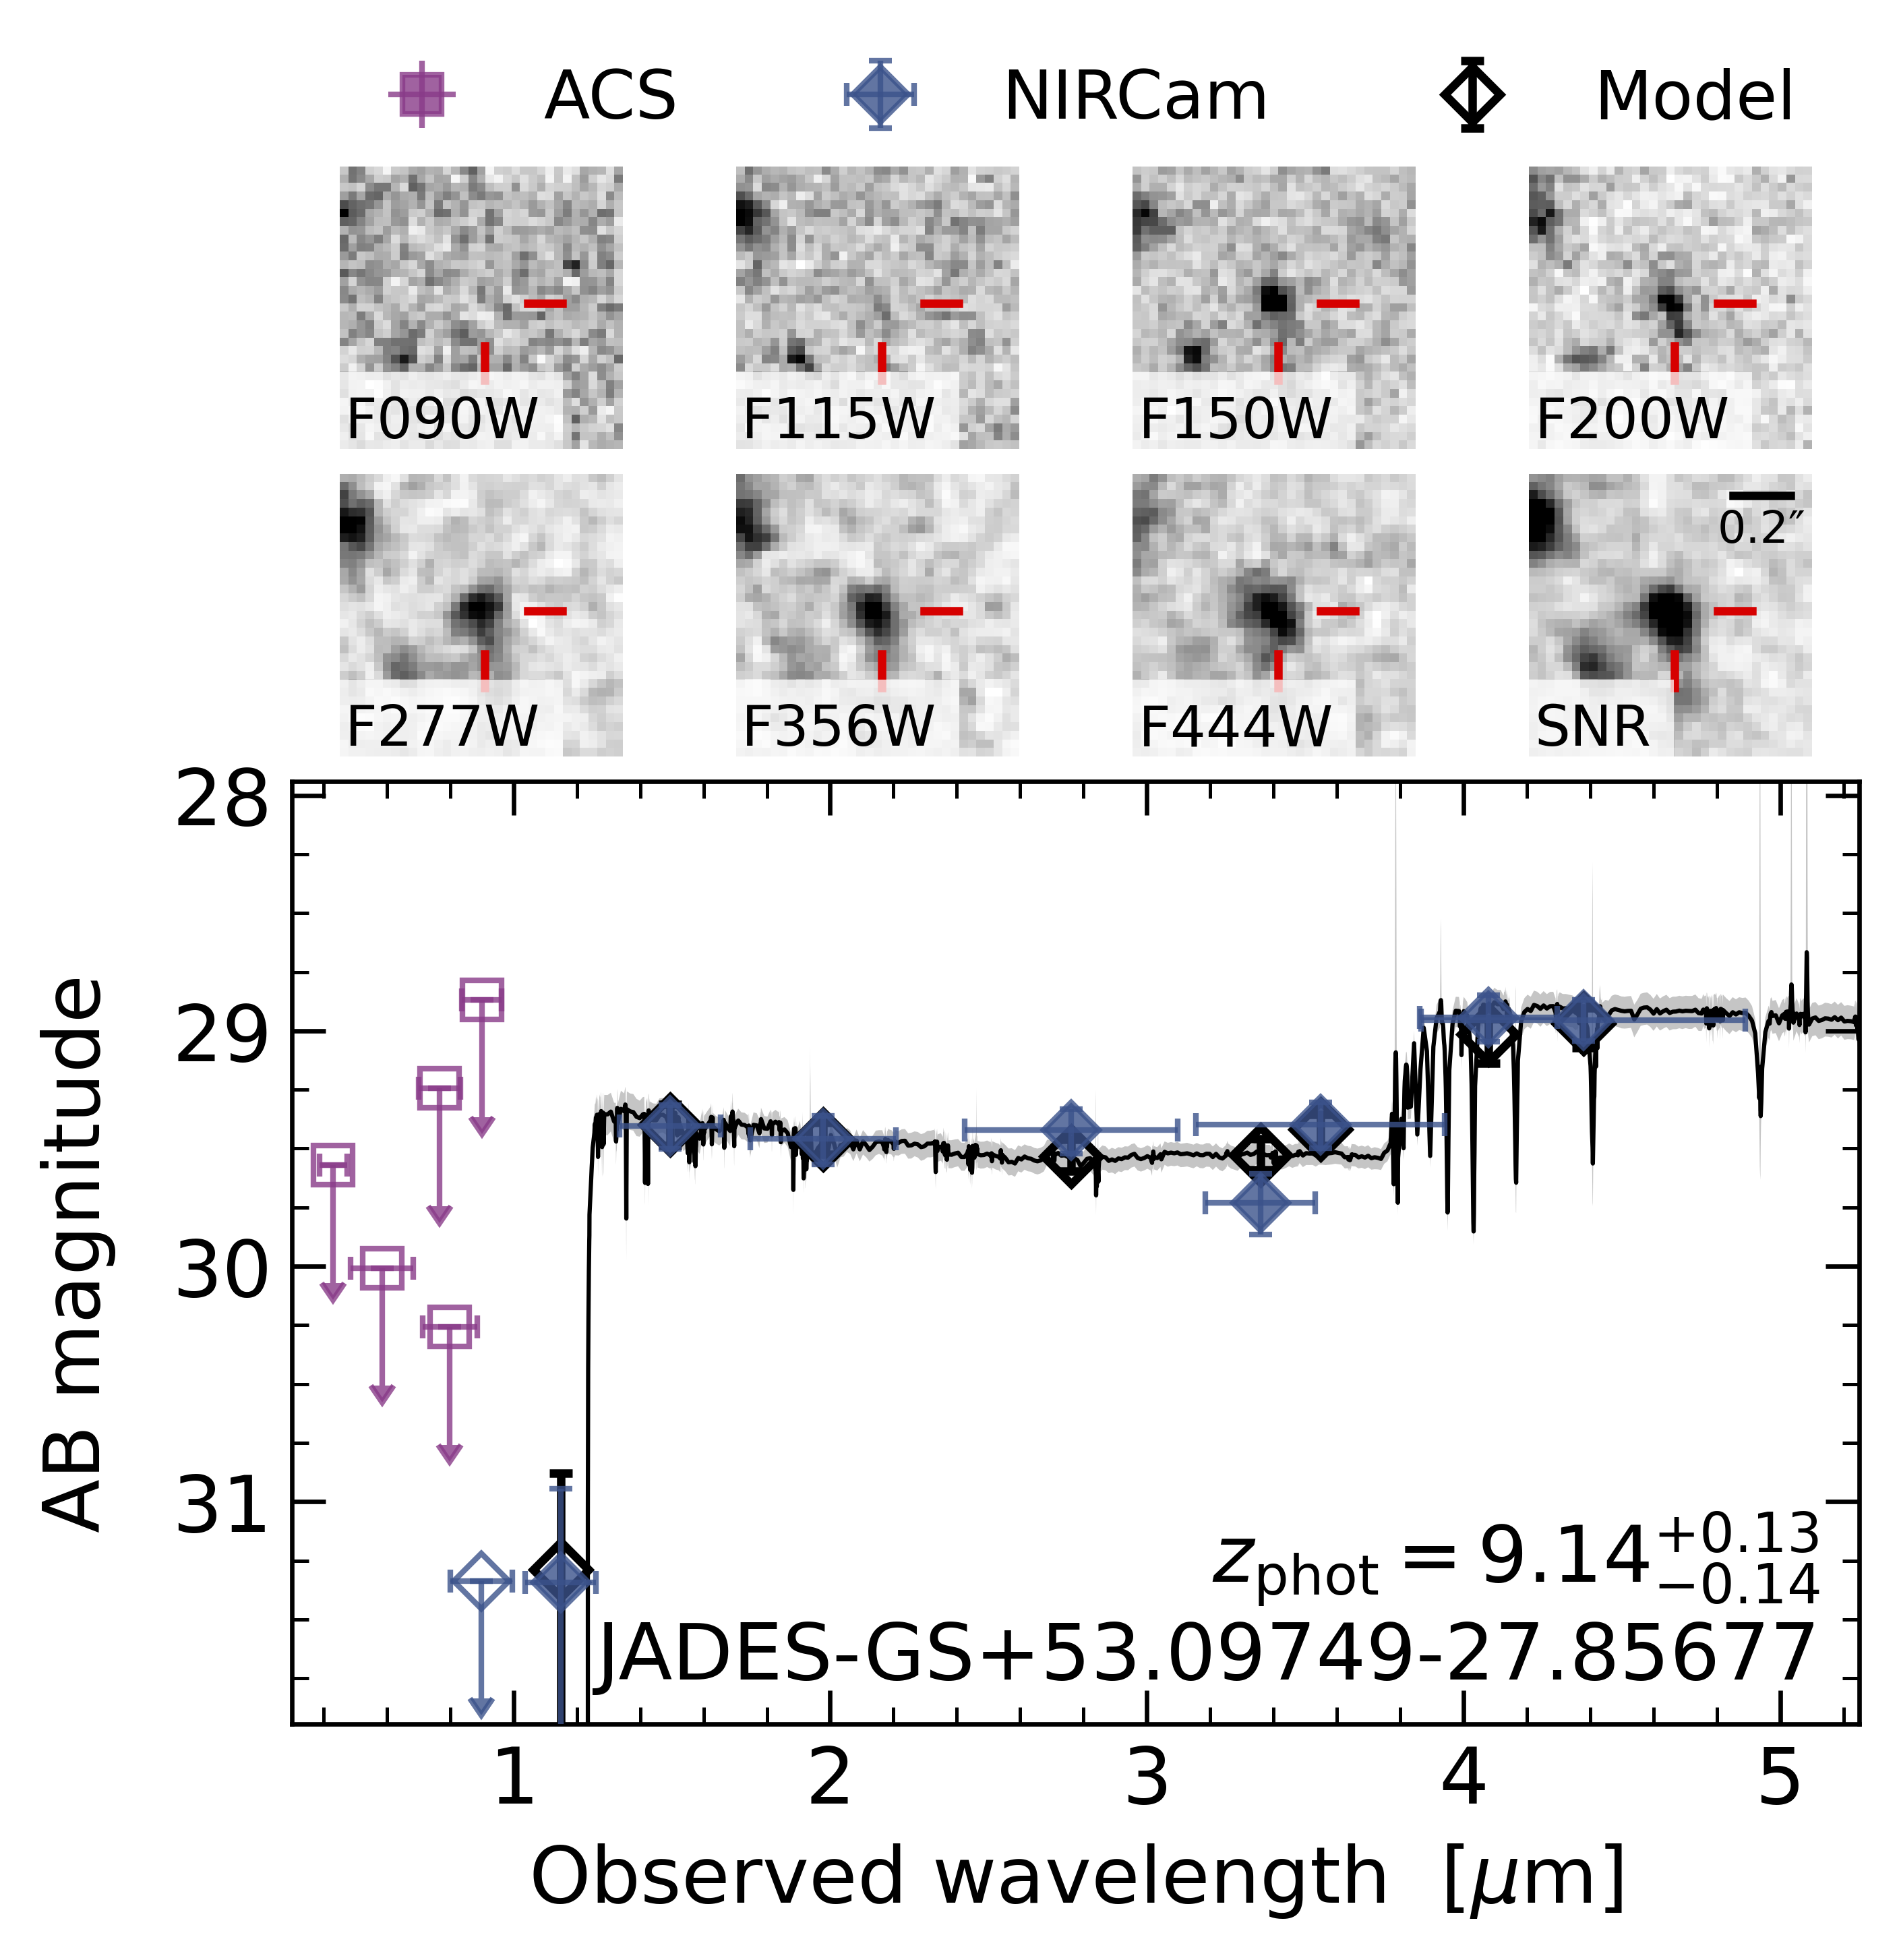 ACS NIRCam Model
F090W F115W F150W F200W
0.2″
F277W F356W F444W SNR
28
29
30
31
AB magnitude
z_phot = 9.14 +0.13 −0.14
JADES-GS+53.09749-27.85677
1 2 3 4 5
Observed wavelength [μm]